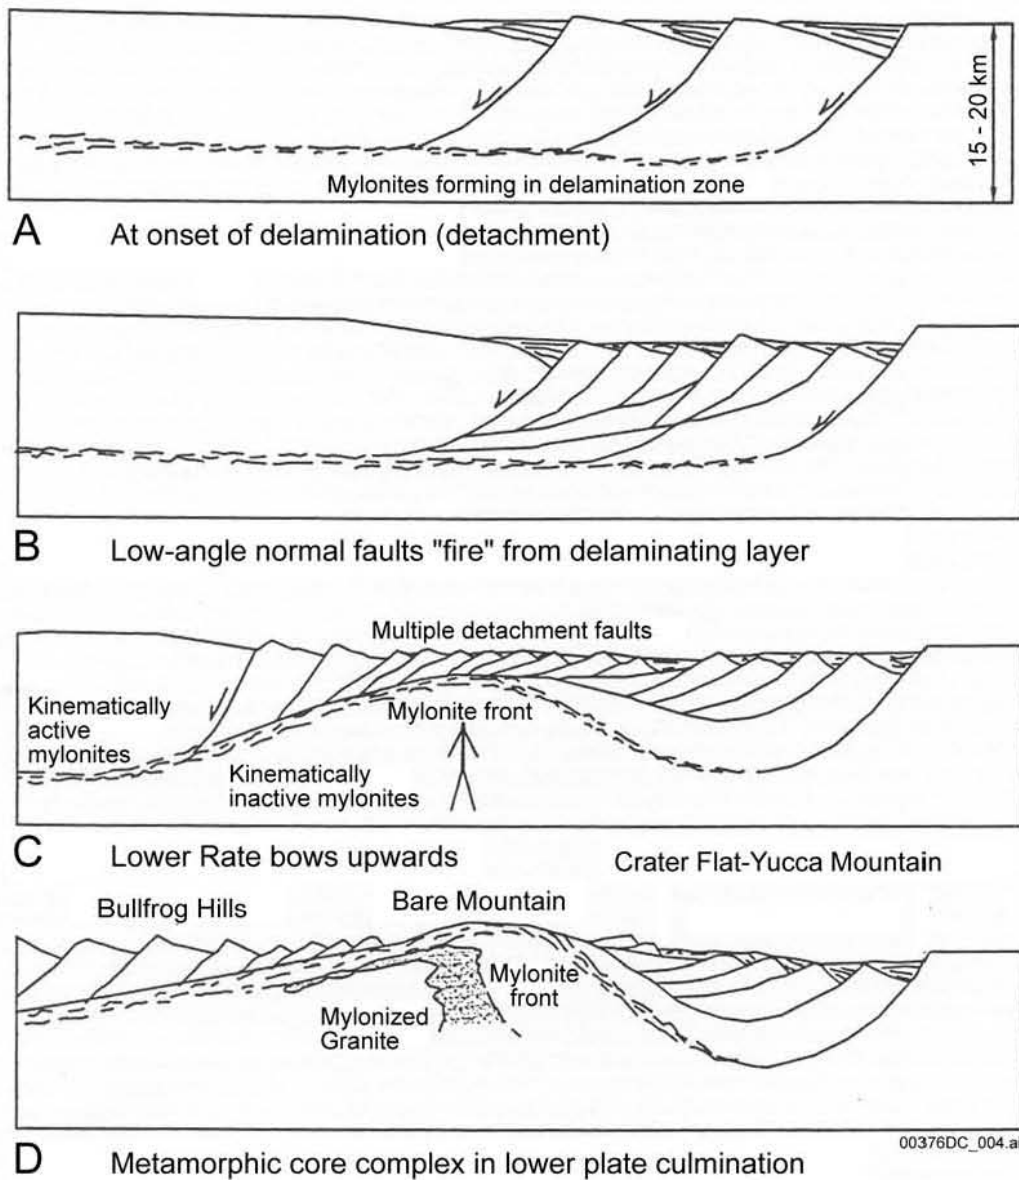 15 - 20 km
Mylonites forming in delamination zone
A At onset of delamination (detachment)
B Low-angle normal faults "fire" from delaminating layer
Multiple detachment faults
Kinematically
active
mylonites
Mylonite front
Kinematically
inactive mylonites
C Lower Rate bows upwards
Crater Flat-Yucca Mountain
Bullfrog Hills
Bare Mountain
Mylonite
front
Mylonized
Granite
00376DC_004.ai
D Metamorphic core complex in lower plate culmination